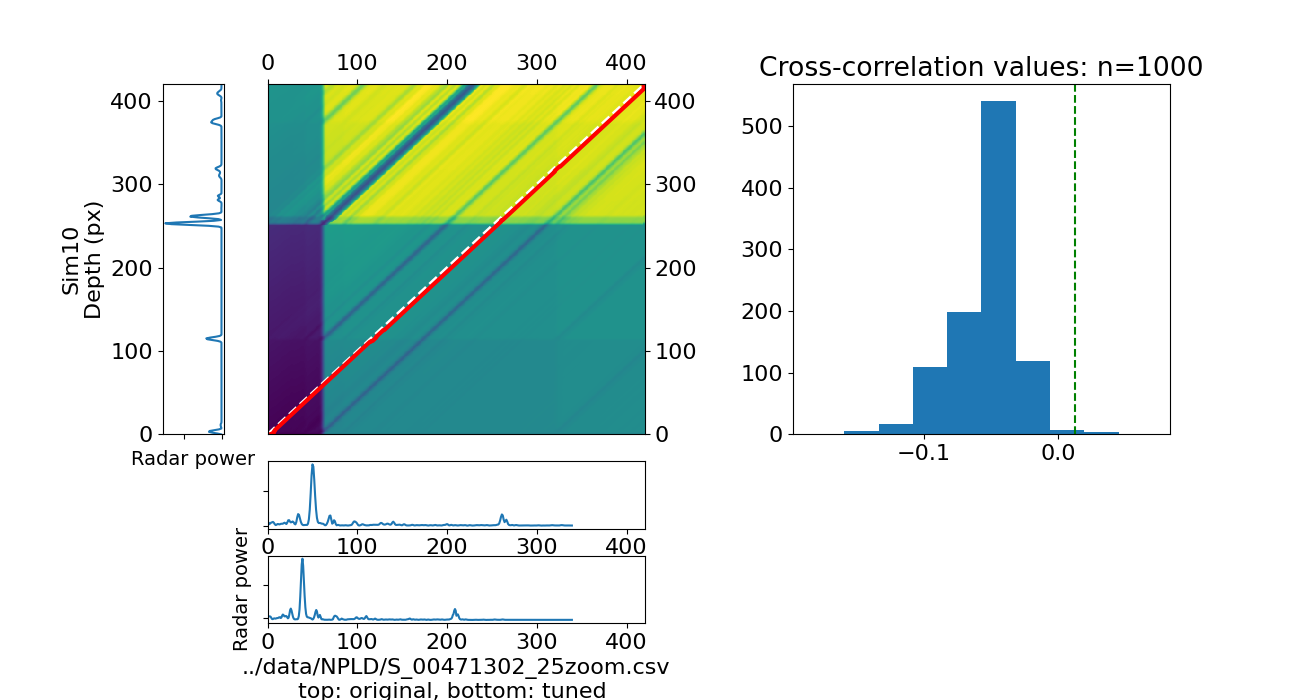 0 100 200 300 400
Cross-correlation values: n=1000
400
300
200
100
0
Sim10
Depth (px)
Radar power
400
300
200
100
0
500
400
300
200
100
0
−0.1 0.0
0 100 200 300 400
Radar power
0 100 200 300 400
../data/NPLD/S_00471302_25zoom.csv
top: original, bottom: tuned